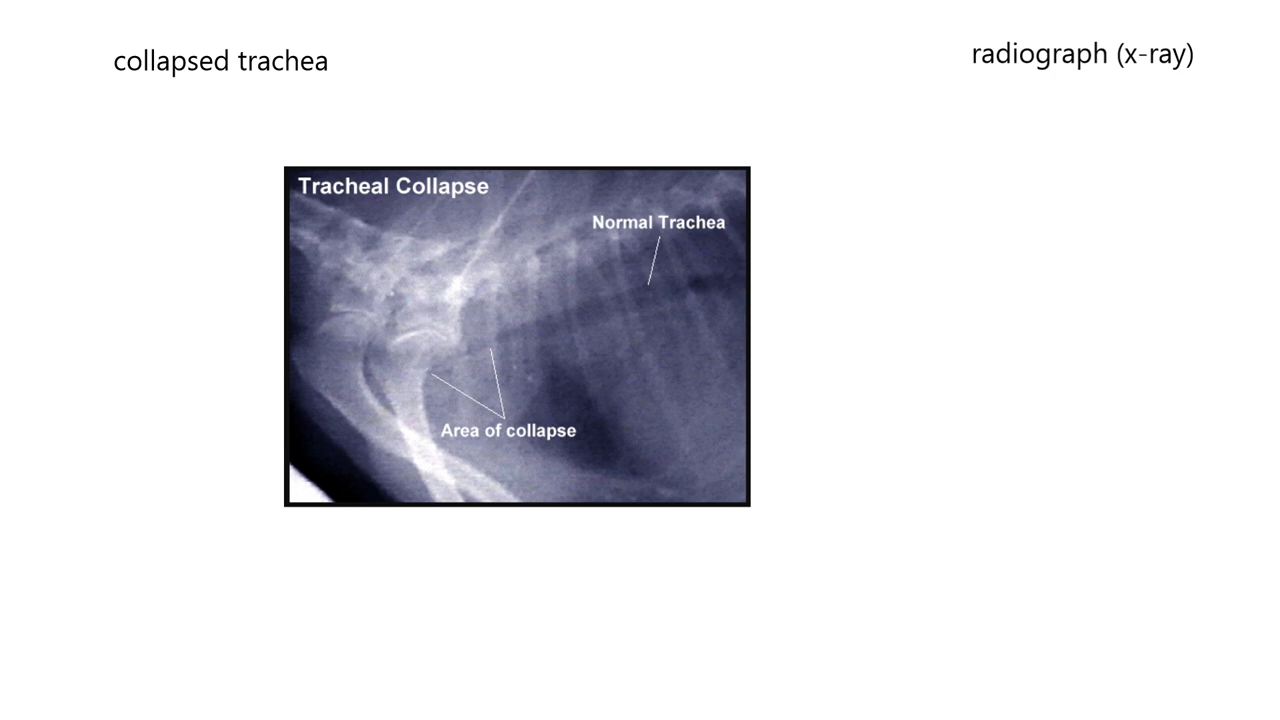 collapsed trachea
radiograph (x-ray)
Tracheal Collapse
Normal Trachea
Area of collapse